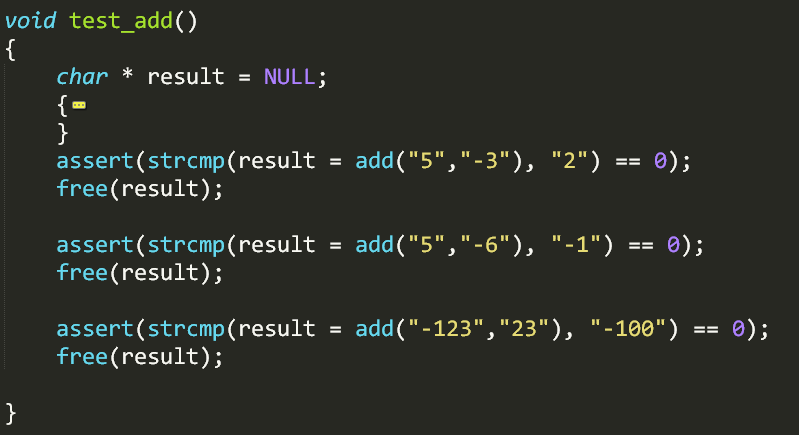 void test_add()
{
    char * result = NULL;
    {…
    }
    assert(strcmp(result = add("5","-3"), "2") == 0);
    free(result);

    assert(strcmp(result = add("5","-6"), "-1") == 0);
    free(result);

    assert(strcmp(result = add("-123","23"), "-100") == 0);
    free(result);

}